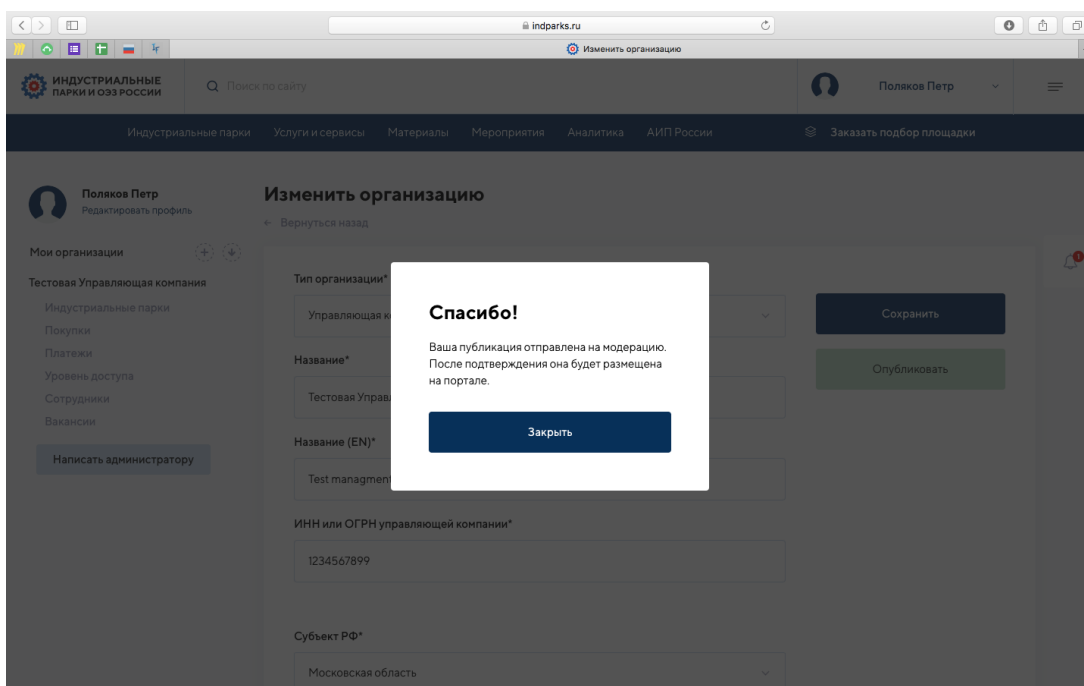 indparks.ru
Изменить организацию
ИНДУСТРИАЛЬНЫЕ
ПАРКИ И ОЭЗ РОССИИ
Поиск по сайту
Поляков Петр
Индустриальные парки Услуги и сервисы Материалы Мероприятия Аналитика АИП России Заказать подбор площадки
Поляков Петр
Редактировать профиль
Изменить организацию
← Вернуться назад
Мои организации
Тестовая Управляющая компания
Индустриальные парки
Покупки
Платежи
Уровень доступа
Сотрудники
Вакансии
Написать администратору
Тип организации*
Управляющая к
Название*
Тестовая Управл
Название (EN)*
Test managment
ИНН или ОГРН управляющей компании*
1234567899
Субъект РФ*
Московская область
Спасибо!
Ваша публикация отправлена на модерацию.
После подтверждения она будет размещена
на портале.
Закрыть
Сохранить
Опубликовать